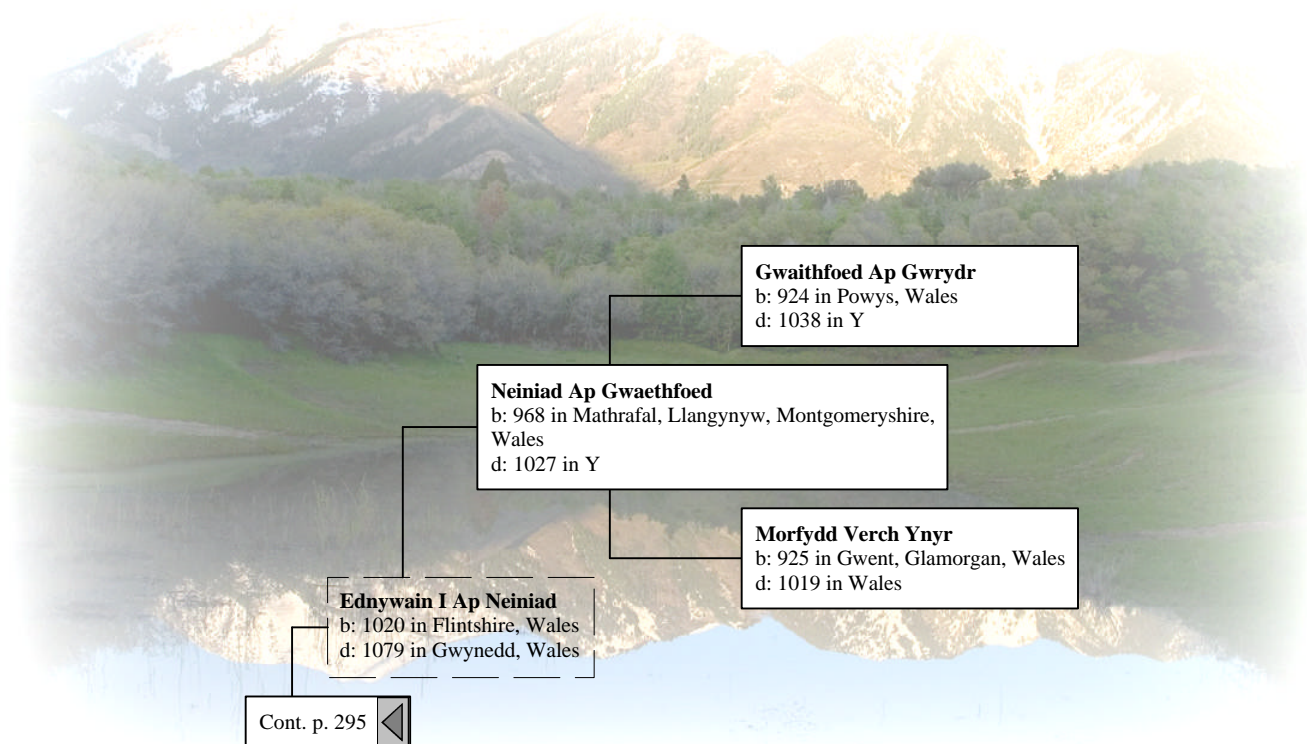 Gwaithfoed Ap Gwrydr
b: 924 in Powys, Wales
d: 1038 in Y
Neiniad Ap Gwaethfoed
b: 968 in Mathrafal, Llangynyw, Montgomeryshire,
Wales
d: 1027 in Y
Morfydd Verch Ynyr
b: 925 in Gwent, Glamorgan, Wales
d: 1019 in Wales
Ednywain I Ap Neiniad
b: 1020 in Flintshire, Wales
d: 1079 in Gwynedd, Wales
Cont. p. 295